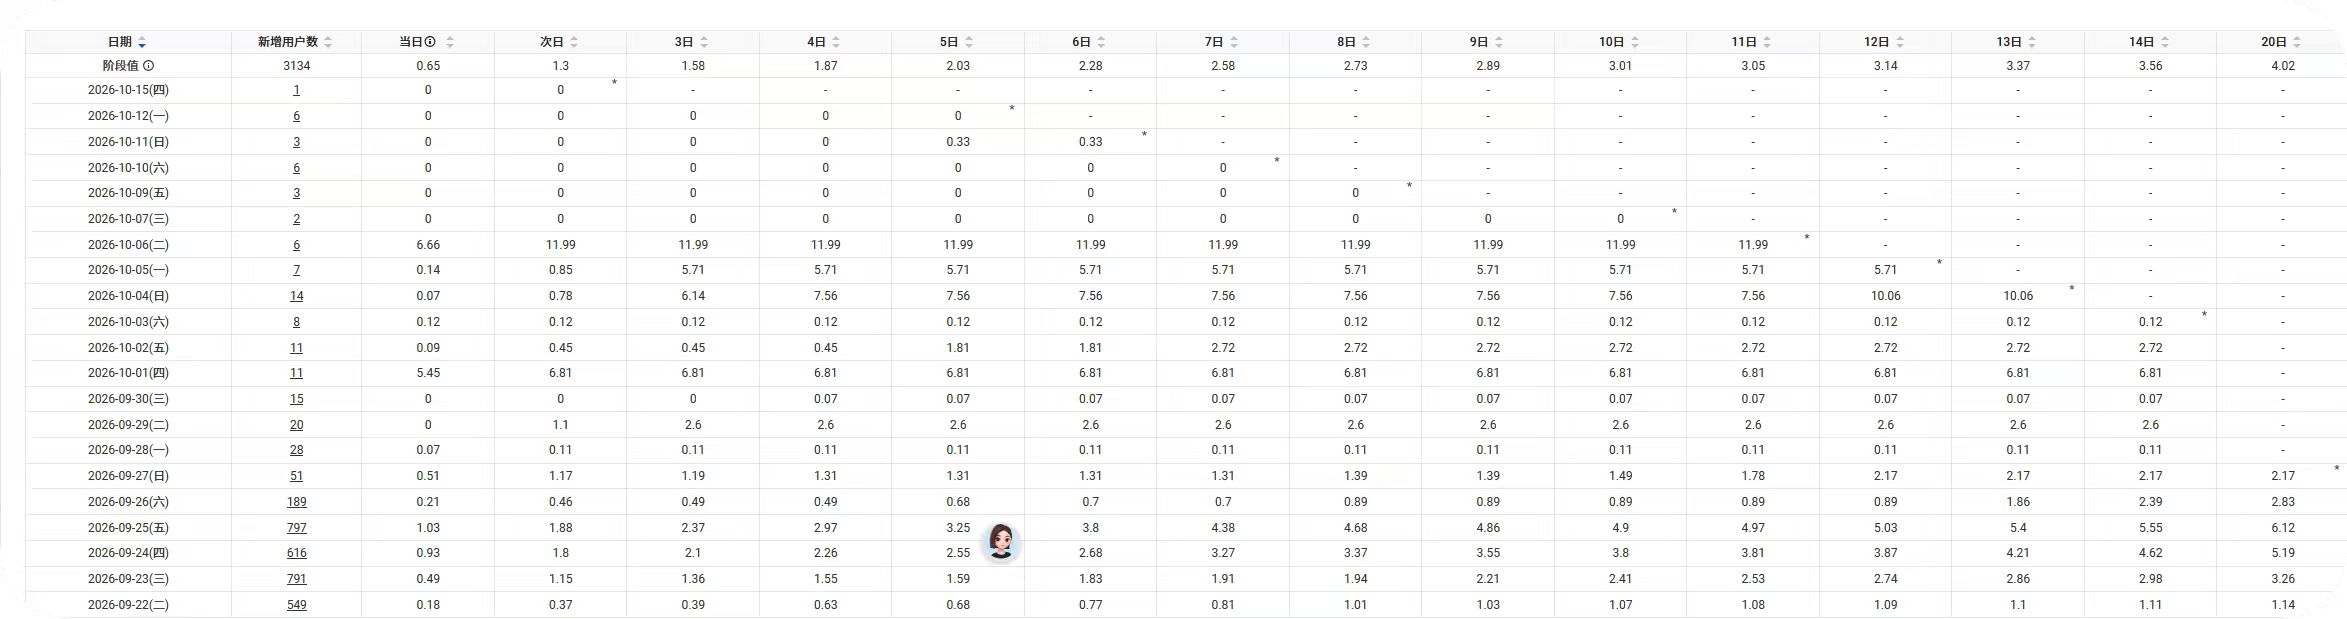 日期 新增用户数 当日 次日 3日 4日 5日 6日 7日 8日 9日 10日 11日 12日 13日 14日 20日
阶段值 3134 0.65 1.3 1.58 1.87 2.03 2.28 2.58 2.73 2.89 3.01 3.05 3.14 3.37 3.56 4.02
2026-10-15(四) 1 0 0 * - - - - - - - - - - - - -
2026-10-12(一) 6 0 0 0 0 0 * - - - - - - - - - -
2026-10-11(日) 3 0 0 0 0 0.33 0.33 * - - - - - - - - -
2026-10-10(六) 6 0 0 0 0 0 0 0 * - - - - - - - -
2026-10-09(五) 3 0 0 0 0 0 0 0 0 * - - - - - - -
2026-10-07(三) 2 0 0 0 0 0 0 0 0 0 0 * - - - - -
2026-10-06(二) 6 6.66 11.99 11.99 11.99 11.99 11.99 11.99 11.99 11.99 11.99 11.99 * - - - -
2026-10-05(一) 7 0.14 0.85 5.71 5.71 5.71 5.71 5.71 5.71 5.71 5.71 5.71 5.71 * - - -
2026-10-04(日) 14 0.07 0.78 6.14 7.56 7.56 7.56 7.56 7.56 7.56 7.56 7.56 10.06 10.06 * - -
2026-10-03(六) 8 0.12 0.12 0.12 0.12 0.12 0.12 0.12 0.12 0.12 0.12 0.12 0.12 0.12 0.12 * -
2026-10-02(五) 11 0.09 0.45 0.45 0.45 1.81 1.81 2.72 2.72 2.72 2.72 2.72 2.72 2.72 2.72 -
2026-10-01(四) 11 5.45 6.81 6.81 6.81 6.81 6.81 6.81 6.81 6.81 6.81 6.81 6.81 6.81 6.81 -
2026-09-30(三) 15 0 0 0 0.07 0.07 0.07 0.07 0.07 0.07 0.07 0.07 0.07 0.07 0.07 -
2026-09-29(二) 20 0 1.1 2.6 2.6 2.6 2.6 2.6 2.6 2.6 2.6 2.6 2.6 2.6 2.6 -
2026-09-28(一) 28 0.07 0.11 0.11 0.11 0.11 0.11 0.11 0.11 0.11 0.11 0.11 0.11 0.11 0.11 -
2026-09-27(日) 51 0.51 1.17 1.19 1.31 1.31 1.31 1.31 1.39 1.39 1.49 1.78 2.17 2.17 2.17 2.17 *
2026-09-26(六) 189 0.21 0.46 0.49 0.49 0.68 0.7 0.7 0.89 0.89 0.89 0.89 0.89 1.86 2.39 2.83
2026-09-25(五) 797 1.03 1.88 2.37 2.97 3.25 3.8 4.38 4.68 4.86 4.9 4.97 5.03 5.4 5.55 6.12
2026-09-24(四) 616 0.93 1.8 2.1 2.26 2.55 2.68 3.27 3.37 3.55 3.8 3.81 3.87 4.21 4.62 5.19
2026-09-23(三) 791 0.49 1.15 1.36 1.55 1.59 1.83 1.91 1.94 2.21 2.41 2.53 2.74 2.86 2.98 3.26
2026-09-22(二) 549 0.18 0.37 0.39 0.63 0.68 0.77 0.81 1.01 1.03 1.07 1.08 1.09 1.1 1.11 1.14